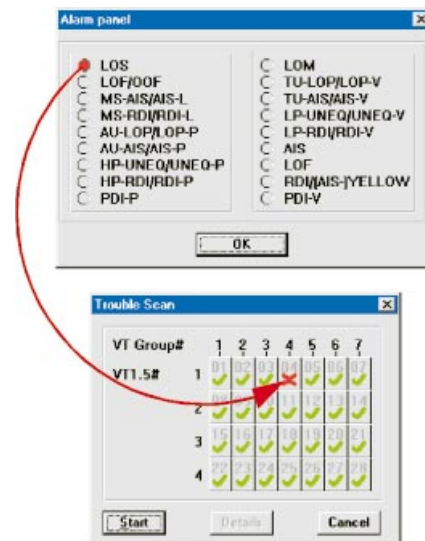 Alarm panel
LOS
LOF/OOF
MS-AIS/AIS-L
MS-RDI/RDI-L
AU-LOP/LOP-P
AU-AIS/AIS-P
HP-UNEQ/UNEQ-P
HP-RDI/RDI-P
PDI-P
LOM
TU-LOP/LOP-V
TU-AIS/AIS-V
LP-UNEQ/UNEQ-V
LP-RDI/RDI-V
AIS
LOF
RDI/[AIS-]YELLOW
PDI-V
OK
Trouble Scan
VT Group# 1 2 3 4 5 6 7
VT1.5# 1 01 02 03 04 05 06 07
2 08 09 10 11 12 13 14
3 15 16 17 18 19 20 21
4 22 23 24 25 26 27 28
Start Details Cancel